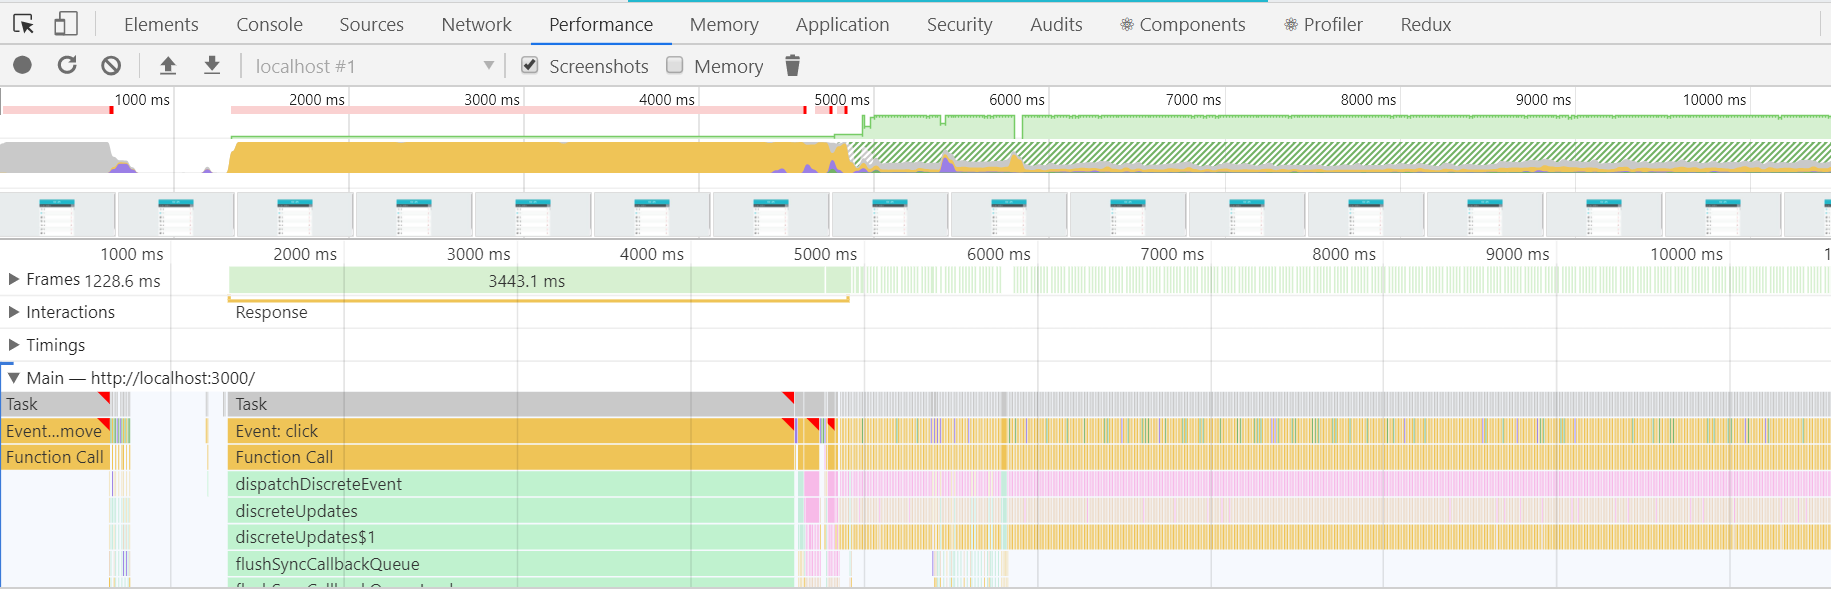 Elements Console Sources Network Performance Memory Application Security Audits Components Profiler Redux
localhost #1 Screenshots Memory
1000 ms 2000 ms 3000 ms 4000 ms 5000 ms 6000 ms 7000 ms 8000 ms 9000 ms 10000 ms
1000 ms 2000 ms 3000 ms 4000 ms 5000 ms 6000 ms 7000 ms 8000 ms 9000 ms 10000 ms 1
Frames 1228.6 ms 3443.1 ms
Interactions Response
Timings
Main — http://localhost:3000/
Task Task
Event...move Event: click
Function Call Function Call
dispatchDiscreteEvent
discreteUpdates
discreteUpdates$1
flushSyncCallbackQueue